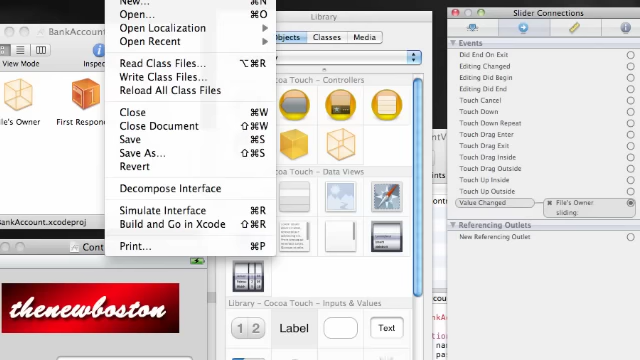 New... ⌘N
Open... ⌘O
Open Localization
Open Recent
Read Class Files... ⌥⌘R
Write Class Files...
Reload All Class Files
Close ⌘W
Close Document ⇧⌘W
Save ⌘S
Save As... ⇧⌘S
Revert
Decompose Interface
Simulate Interface ⌘R
Build and Go in Xcode ⇧⌘R
Print... ⌘P
BankAccount
View Mode
File's Owner
First Respon
BankAccount.xcodeproj
Cont
thenewboston
Library
Objects Classes Media
Cocoa Touch - Controllers
Cocoa Touch - Data Views
Library - Cocoa Touch - Inputs & Values
1 2 Label Text
Slider Connections
Events
Did End On Exit
Editing Changed
Editing Did Begin
Editing Did End
Touch Cancel
Touch Down
Touch Down Repeat
Touch Drag Enter
Touch Drag Exit
Touch Drag Inside
Touch Drag Outside
Touch Up Inside
Touch Up Outside
Value Changed File's Owner
sliding:
Referencing Outlets
New Referencing Outlet